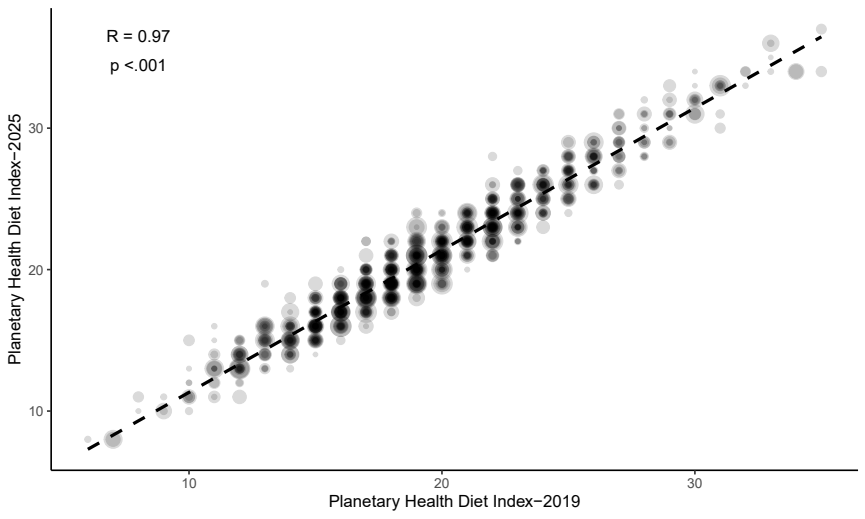 R = 0.97
p <.001
30
20
10
Planetary Health Diet Index−2025
10
20
30
Planetary Health Diet Index−2019